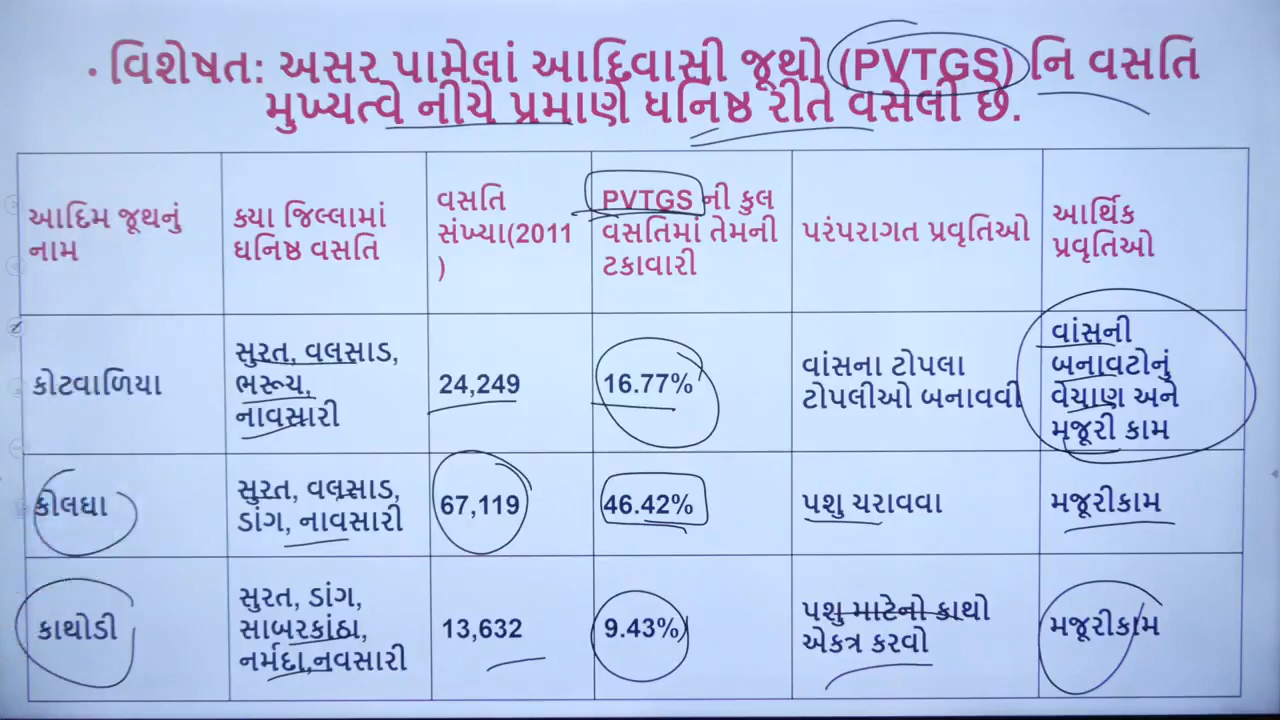 • વિશેષત: અસર પામેલાં આદિવાસી જૂથો (PVTGS) નિ વસતિ
મુખ્યત્વે નીચે પ્રમાણે ઘનિષ્ઠ રીતે વસેલી છે.
આદિમ જૂથનું
નામ
કયા જિલ્લામાં
ઘનિષ્ઠ વસતિ
વસતિ
સંખ્યા(2011
)
PVTGS ની કુલ
વસતિમાં તેમની
ટકાવારી
પરંપરાગત પ્રવૃતિઓ
આર્થિક
પ્રવૃતિઓ
કોટવાળિયા
સુરત, વલસાડ,
ભરૂચ,
નાવસારી
24,249
16.77%
વાંસના ટોપલા
ટોપલીઓ બનાવવી
વાંસની
બનાવટોનું
વેચાણ અને
મજૂરી કામ
કોલઘા
સુરત, વલસાડ,
ડાંગ, નાવસારી
67,119
46.42%
પશુ ચરાવવા
મજૂરીકામ
કાથોડી
સુરત, ડાંગ,
સાબરકાંઠા,
નર્મદા,નવસારી
13,632
9.43%
પશુ માટેનો કાથો
એકત્ર કરવો
મજૂરીકામ